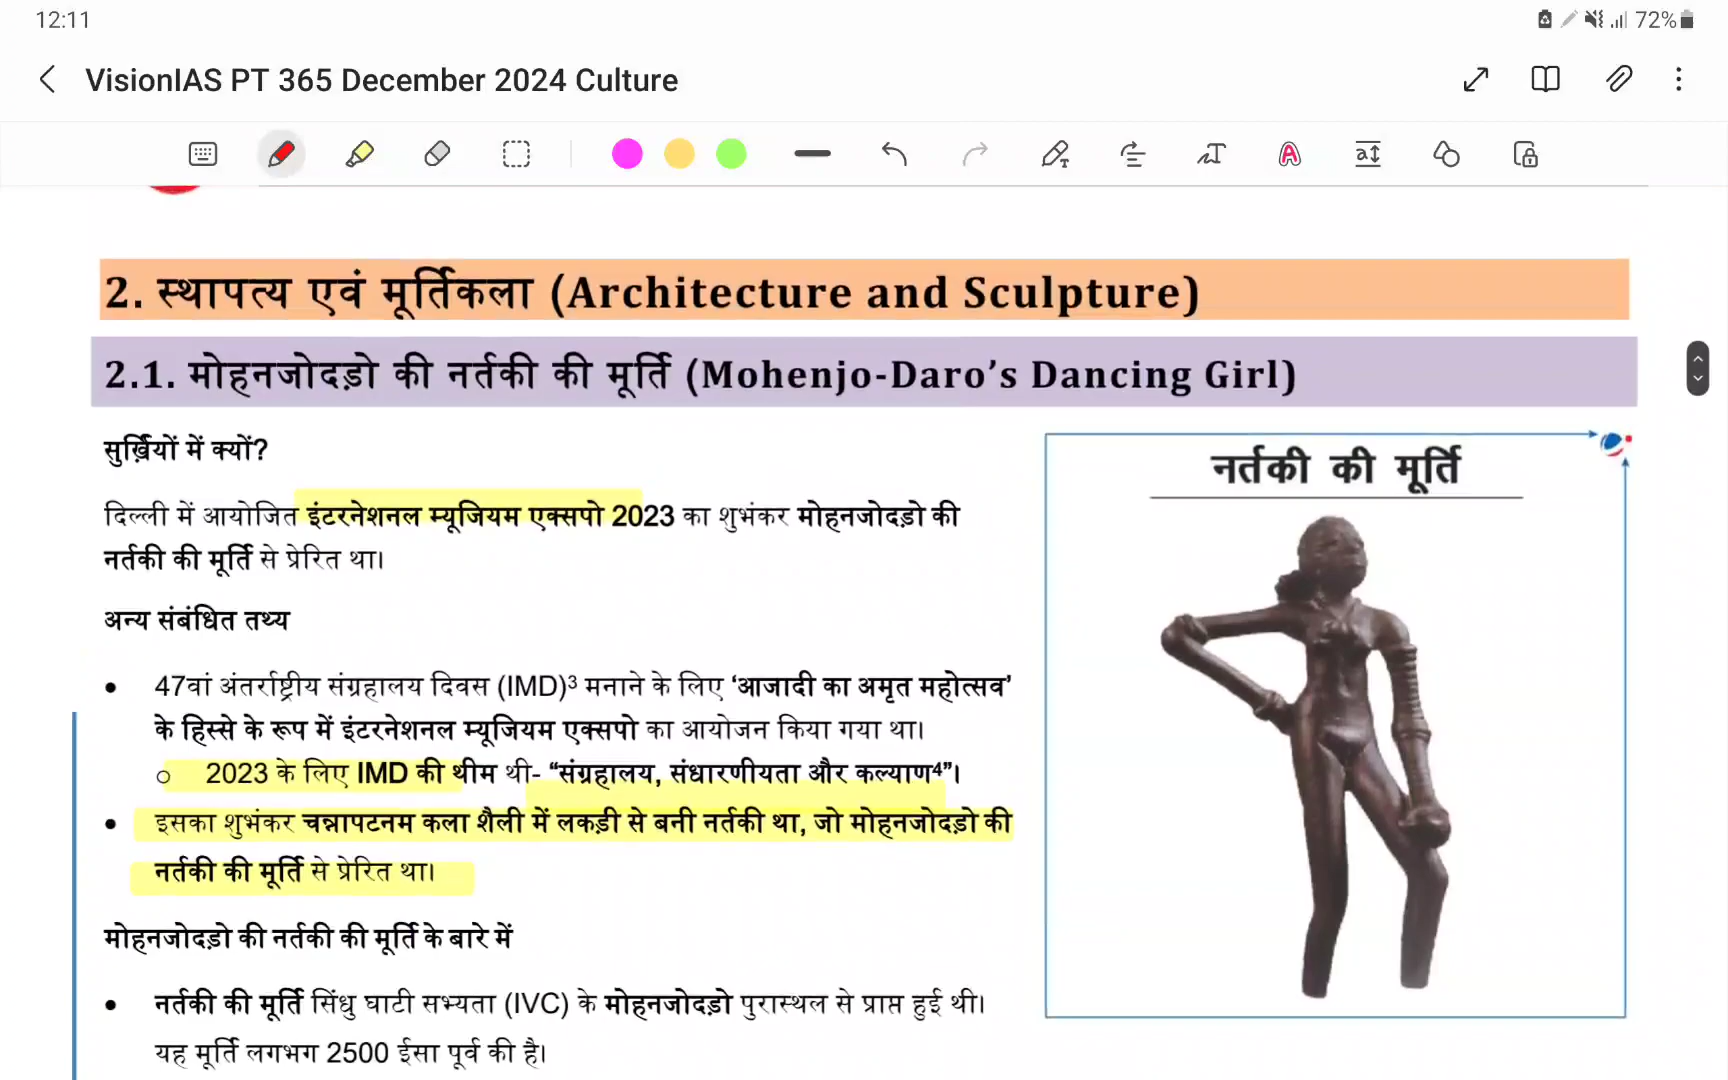 12:11
72%
VisionIAS PT 365 December 2024 Culture
2. स्थापत्य एवं मूर्तिकला (Architecture and Sculpture)
2.1. मोहनजोदड़ो की नर्तकी की मूर्ति (Mohenjo-Daro’s Dancing Girl)
सुर्ख़ियों में क्यों?
दिल्ली में आयोजित इंटरनेशनल म्यूजियम एक्सपो 2023 का शुभंकर मोहनजोदड़ो की
नर्तकी की मूर्ति से प्रेरित था।
अन्य संबंधित तथ्य
• 47वां अंतर्राष्ट्रीय संग्रहालय दिवस (IMD)³ मनाने के लिए ‘आजादी का अमृत महोत्सव’
के हिस्से के रूप में इंटरनेशनल म्यूजियम एक्सपो का आयोजन किया गया था।
o 2023 के लिए IMD की थीम थी- “संग्रहालय, संधारणीयता और कल्याण⁴”।
• इसका शुभंकर चन्नापटनम कला शैली में लकड़ी से बनी नर्तकी था, जो मोहनजोदड़ो की
नर्तकी की मूर्ति से प्रेरित था।
मोहनजोदड़ो की नर्तकी की मूर्ति के बारे में
• नर्तकी की मूर्ति सिंधु घाटी सभ्यता (IVC) के मोहनजोदड़ो पुरास्थल से प्राप्त हुई थी।
यह मूर्ति लगभग 2500 ईसा पूर्व की है।
नर्तकी की मूर्ति